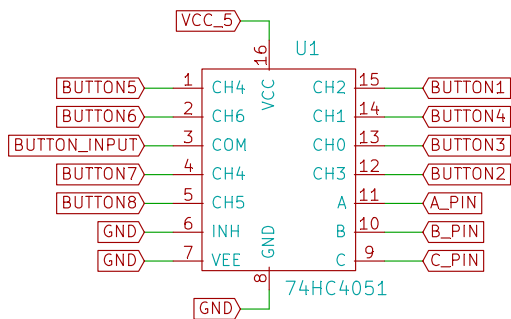 VCC_5
U1
16
VCC
BUTTON5 1 CH4 CH2 15 BUTTON1
BUTTON6 2 CH6 CH1 14 BUTTON4
BUTTON_INPUT 3 COM CH0 13 BUTTON3
BUTTON7 4 CH4 CH3 12 BUTTON2
BUTTON8 5 CH5 A 11 A_PIN
GND 6 INH B 10 B_PIN
GND 7 VEE C 9 C_PIN
GND
8
74HC4051
GND